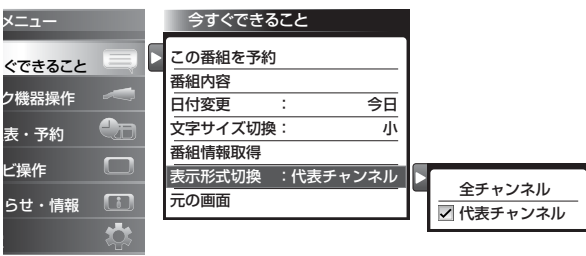 メニュー
ぐできること
ク機器操作
表・予約
ビ操作
らせ・情報
今すぐできること
この番組を予約
番組内容
日付変更 : 今日
文字サイズ切換 : 小
番組情報取得
表示形式切換 : 代表チャンネル
元の画面
全チャンネル
代表チャンネル